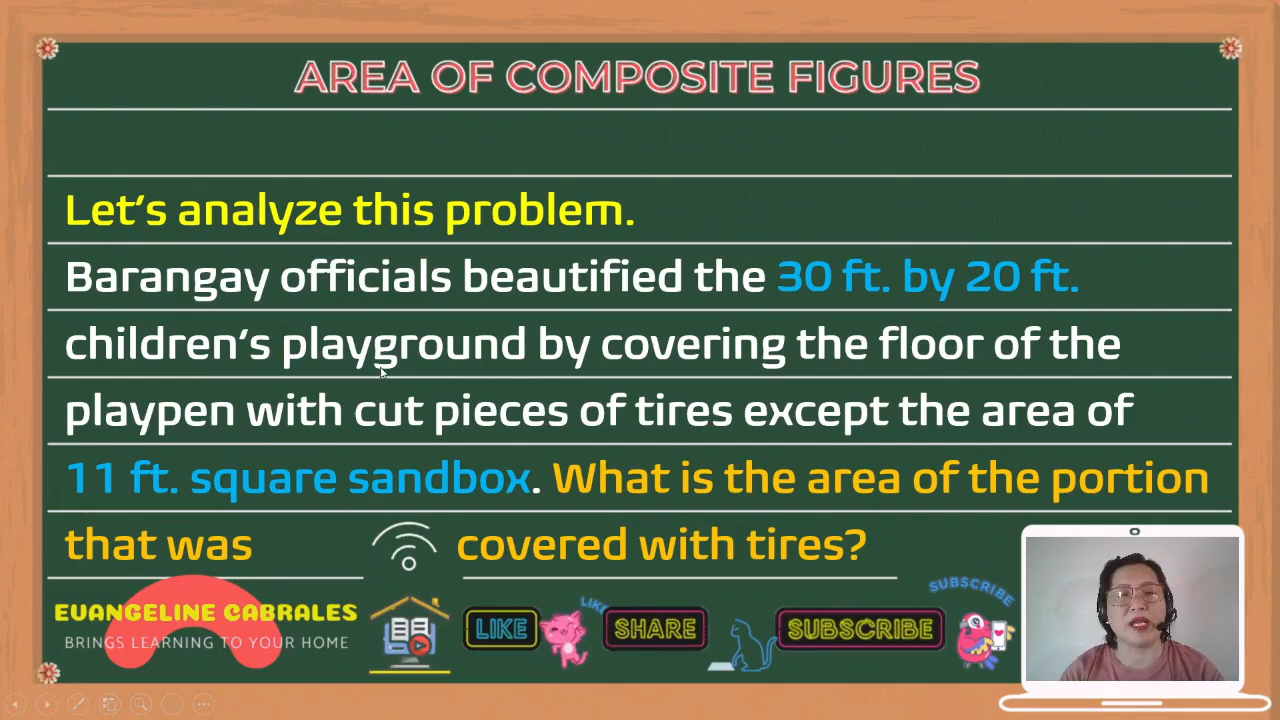 AREA OF COMPOSITE FIGURES
Let's analyze this problem.
Barangay officials beautified the 30 ft. by 20 ft.
children's playground by covering the floor of the
playpen with cut pieces of tires except the area of
11 ft. square sandbox. What is the area of the portion
that was covered with tires?
EVANGELINE CABRALES
BRINGS LEARNING TO YOUR HOME
LIKE
LIKE
SHARE
SUBSCRIBE
SUBSCRIBE